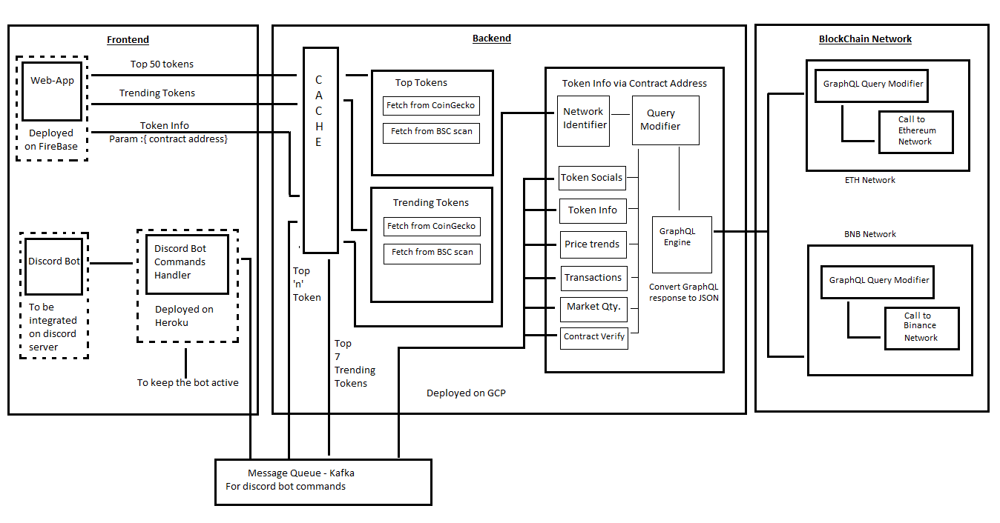 Frontend
Web-App
Deployed
on FireBase
Top 50 tokens
Trending Tokens
Token Info
Param :{ contract address}
Discord Bot
To be
integrated
on discord
server
Discord Bot
Commands
Handler
Deployed on
Heroku
To keep the bot active
Backend
C
A
C
H
E
Top Tokens
Fetch from CoinGecko
Fetch from BSC scan
Trending Tokens
Fetch from CoinGecko
Fetch from BSC scan
Top
'n'
Token
Top
7
Trending
Tokens
Token Info via Contract Address
Network
Identifier
Query
Modifier
Token Socials
Token Info
Price trends
Transactions
Market Qty.
Contract Verify
GraphQL
Engine
Convert GraphQL
response to JSON
Deployed on GCP
BlockChain Network
GraphQL Query Modifier
Call to
Ethereum
Network
ETH Network
BNB Network
GraphQL Query Modifier
Call to
Binance
Network
Message Queue - Kafka
For discord bot commands